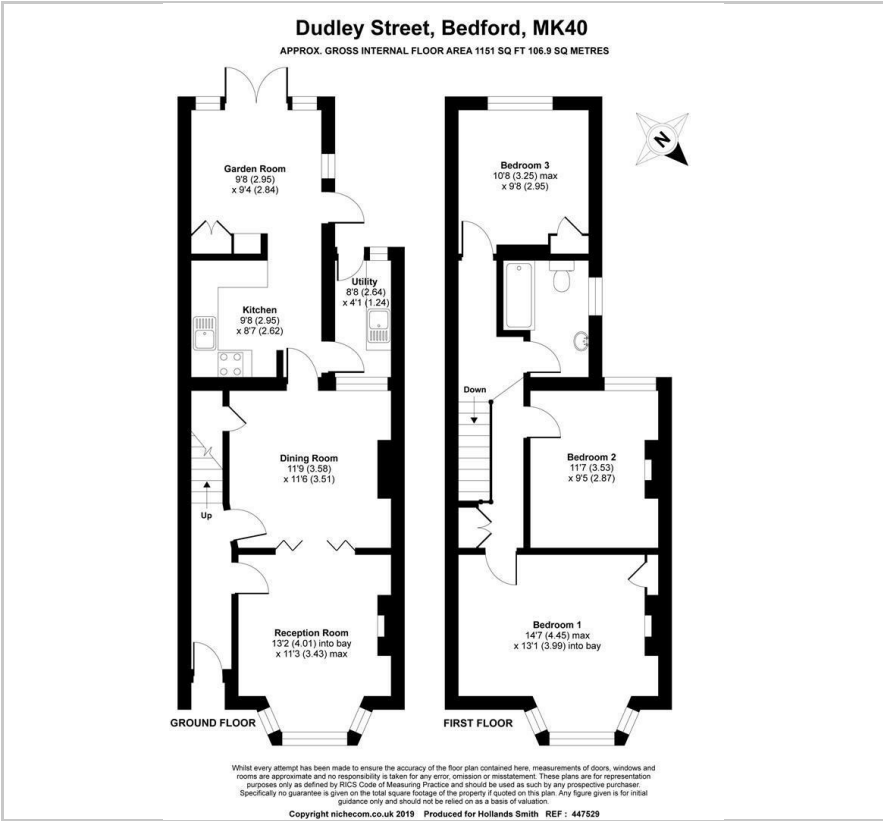 Dudley Street, Bedford, MK40
APPROX. GROSS INTERNAL FLOOR AREA 1151 SQ FT 106.9 SQ METRES
Garden Room
9'8 (2.95)
x 9'4 (2.84)
Utility
8'8 (2.64)
x 4'1 (1.24)
Kitchen
9'8 (2.95)
x 8'7 (2.62)
Dining Room
11'9 (3.58)
x 11'6 (3.51)
Up
Reception Room
13'2 (4.01) into bay
x 11'3 (3.43) max
GROUND FLOOR
Bedroom 3
10'8 (3.25) max
x 9'8 (2.95)
N
Down
Bedroom 2
11'7 (3.53)
x 9'5 (2.87)
Bedroom 1
14'7 (4.45) max
x 13'1 (3.99) into bay
FIRST FLOOR
Whilst every attempt has been made to ensure the accuracy of the floor plan contained here, measurements of doors, windows and
rooms are approximate and no responsibility is taken for any error, omission or misstatement. These plans are for representation
purposes only as defined by RICS Code of Measuring Practice and should be used as such by any prospective purchaser.
Specifically no guarantee is given on the total square footage of the property if quoted on this plan. Any figure given is for initial
guidance only and should not be relied on as a basis of valuation.
Copyright nichecom.co.uk 2019 Produced for Hollands Smith REF : 447529